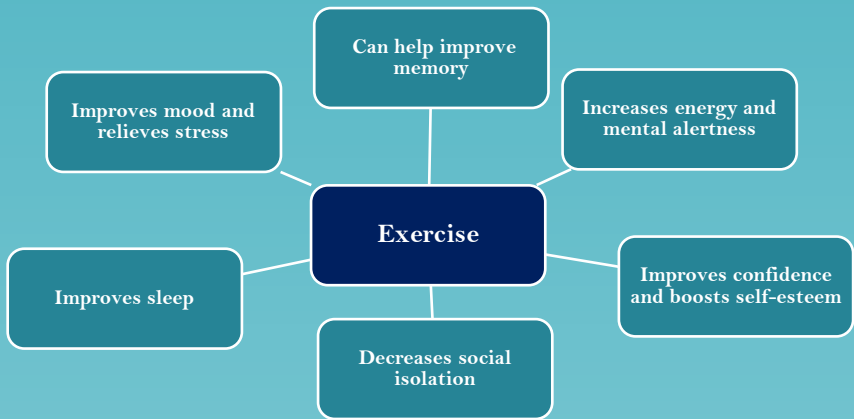 Can help improve
memory
Improves mood and
relieves stress
Increases energy and
mental alertness
Exercise
Improves sleep
Improves confidence
and boosts self-esteem
Decreases social
isolation